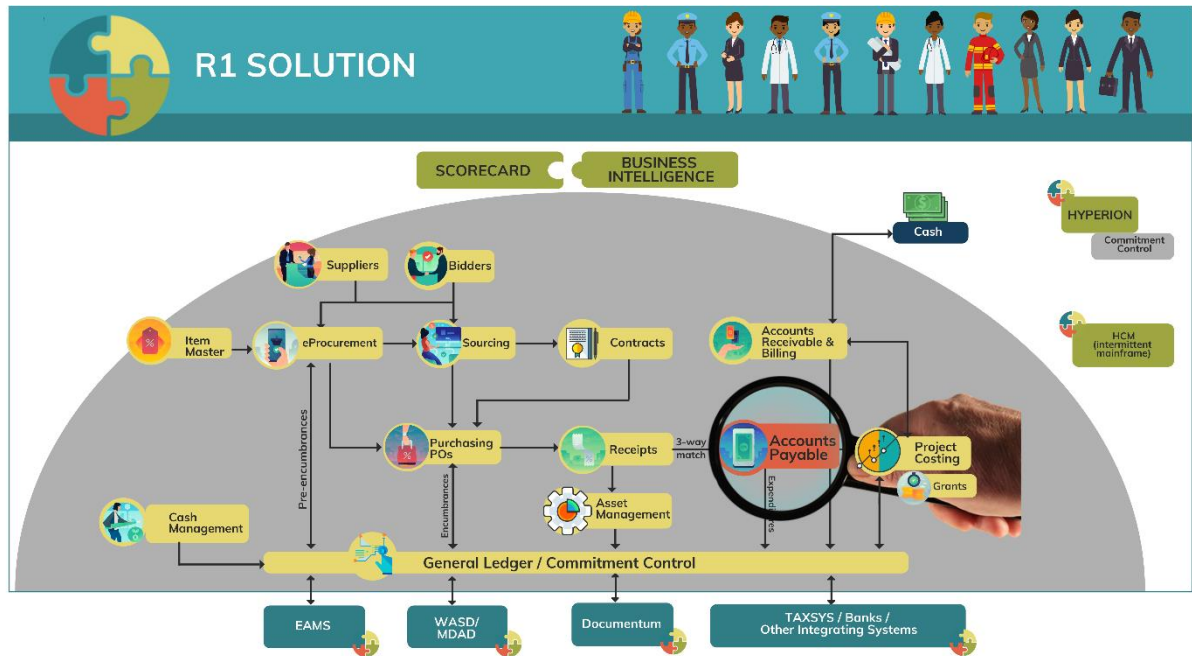 R1 SOLUTION
SCORECARD
BUSINESS
INTELLIGENCE
Cash
HYPERION
Commitment
Control
Suppliers
Bidders
Item
Master
eProcurement
Sourcing
Contracts
Accounts
Receivable &
Billing
HCM
(intermittent
mainframe)
Pre-encumbrances
Purchasing
POs
Receipts
3-way
match
Accounts
Payable
Project
Costing
Grants
Encumbrances
Expenditures
Asset
Management
Cash
Management
General Ledger / Commitment Control
EAMS
WASD/
MDAD
Documentum
TAXSYS / Banks /
Other Integrating Systems